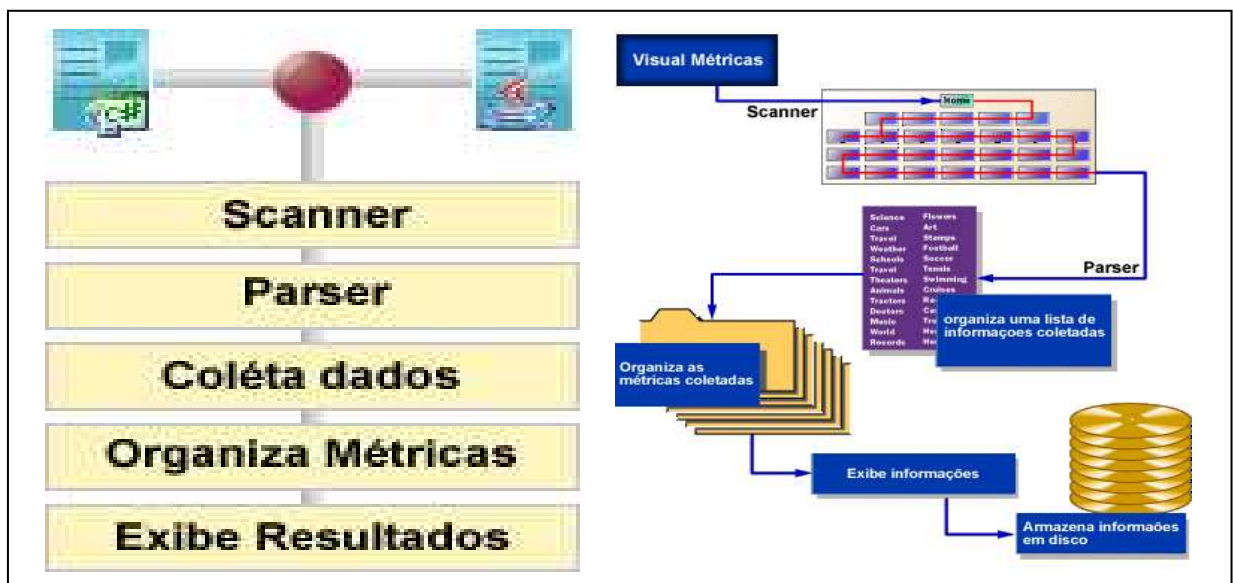 C#
Scanner
Parser
Coléta dados
Organiza Métricas
Exibe Resultados
Visual Métricas
Scanner
Home
Science Flowers
Cars Art
Travel Stamps
Weather Football
Schools Soccer
Travel Tennis
Theaters Swimming
Animals Cruises
Tractors
Doctors
Music
World
Records
Parser
organiza uma lista de
informaçoes coletadas
Organiza as
métricas coletadas
Exibe informações
Armazena informaões
em disco